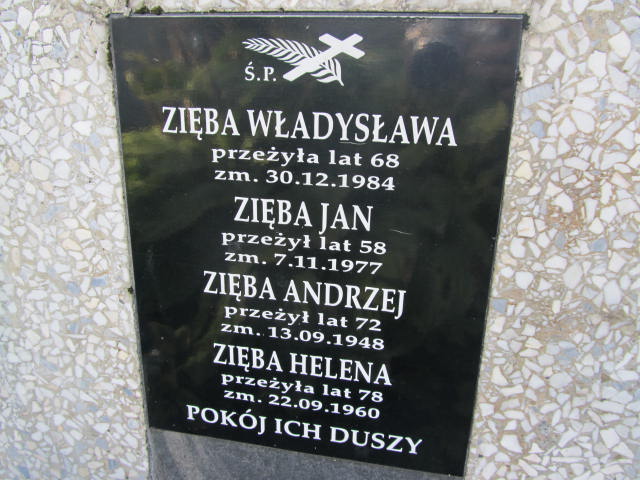 Ś.P.
ZIĘBA WŁADYSŁAWA
przeżyła lat 68
zm. 30.12.1984
ZIĘBA JAN
przeżył lat 58
zm. 7.11.1977
ZIĘBA ANDRZEJ
przeżył lat 72
zm. 13.09.1948
ZIĘBA HELENA
przeżyła lat 78
zm. 22.09.1960
POKÓJ ICH DUSZY